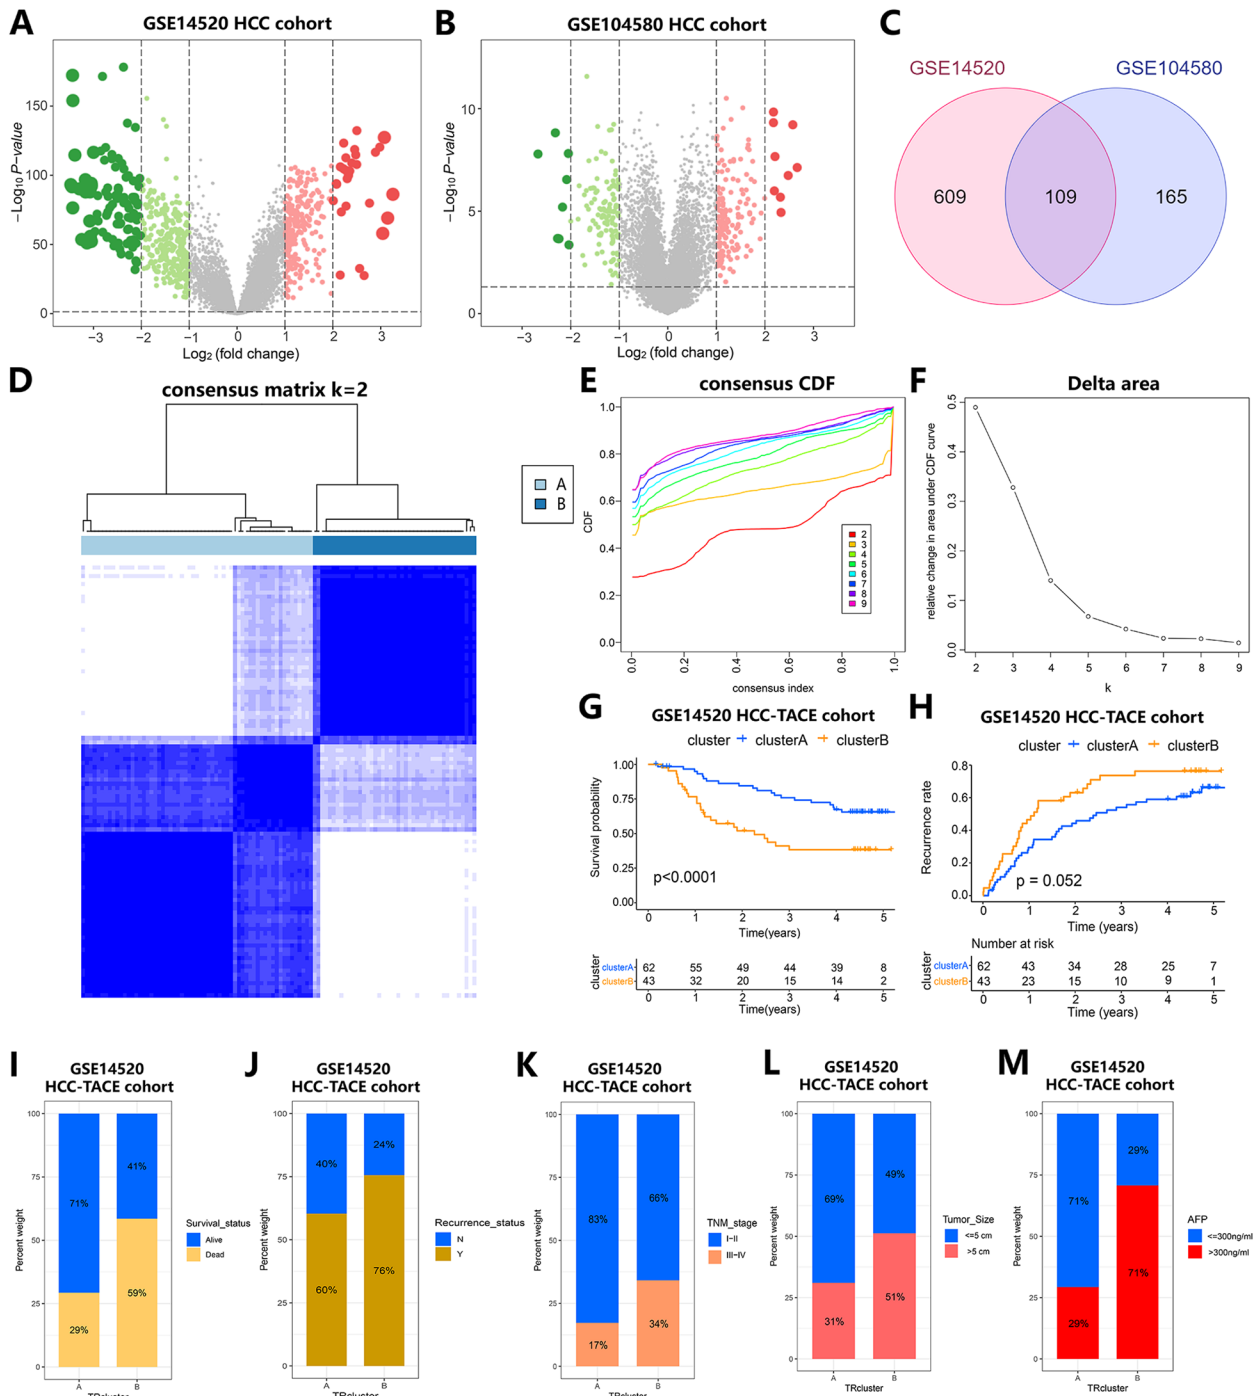 A
GSE14520 HCC cohort
−Log₁₀ P−value
150
100
50
0
−3
−2
−1
0
1
2
3
Log₂ (fold change)
B
GSE104580 HCC cohort
−Log₁₀ P−value
10
5
0
−3
−2
−1
0
1
2
3
Log₂ (fold change)
C
GSE14520
GSE104580
609
109
165
D
consensus matrix k=2
A
B
E
consensus CDF
CDF
1.0
0.8
0.6
0.4
0.2
0.0
2
3
4
5
6
7
8
9
0.0
0.2
0.4
0.6
0.8
1.0
consensus index
F
Delta area
relative change in area under CDF curve
0.5
0.4
0.3
0.2
0.1
0.0
2
3
4
5
6
7
8
9
k
G
GSE14520 HCC-TACE cohort
cluster clusterA clusterB
Survival probability
1.00
0.75
0.50
0.25
0.00
p<0.0001
0 1 2 3 4 5
Time(years)
cluster
clusterA 62 55 49 44 39 8
clusterB 43 32 20 15 14 2
0 1 2 3 4 5
Time(years)
H
GSE14520 HCC-TACE cohort
cluster clusterA clusterB
Recurrence rate
0.8
0.6
0.4
0.2
0.0
p = 0.052
0 1 2 3 4 5
Time (years)
Number at risk
cluster
clusterA 62 43 34 28 25 7
clusterB 43 23 15 10 9 1
0 1 2 3 4 5
Time (years)
I
GSE14520
HCC-TACE cohort
Percent weight
100
75
50
25
0
71%
41%
29%
59%
Survival_status
Alive
Dead
A
B
TRcluster
J
GSE14520
HCC-TACE cohort
Percent weight
100
75
50
25
0
40%
24%
60%
76%
Recurrence_status
N
Y
A
B
TRcluster
K
GSE14520
HCC-TACE cohort
Percent weight
100
75
50
25
0
83%
66%
17%
34%
TNM_stage
I−II
III−IV
A
B
TRcluster
L
GSE14520
HCC-TACE cohort
Percent weight
100
75
50
25
0
69%
49%
31%
51%
Tumor_Size
<=5 cm
>5 cm
A
B
TRcluster
M
GSE14520
HCC-TACE cohort
Percent weight
100
75
50
25
0
71%
29%
29%
71%
AFP
<=300ng/ml
>300ng/ml
A
B
TRcluster